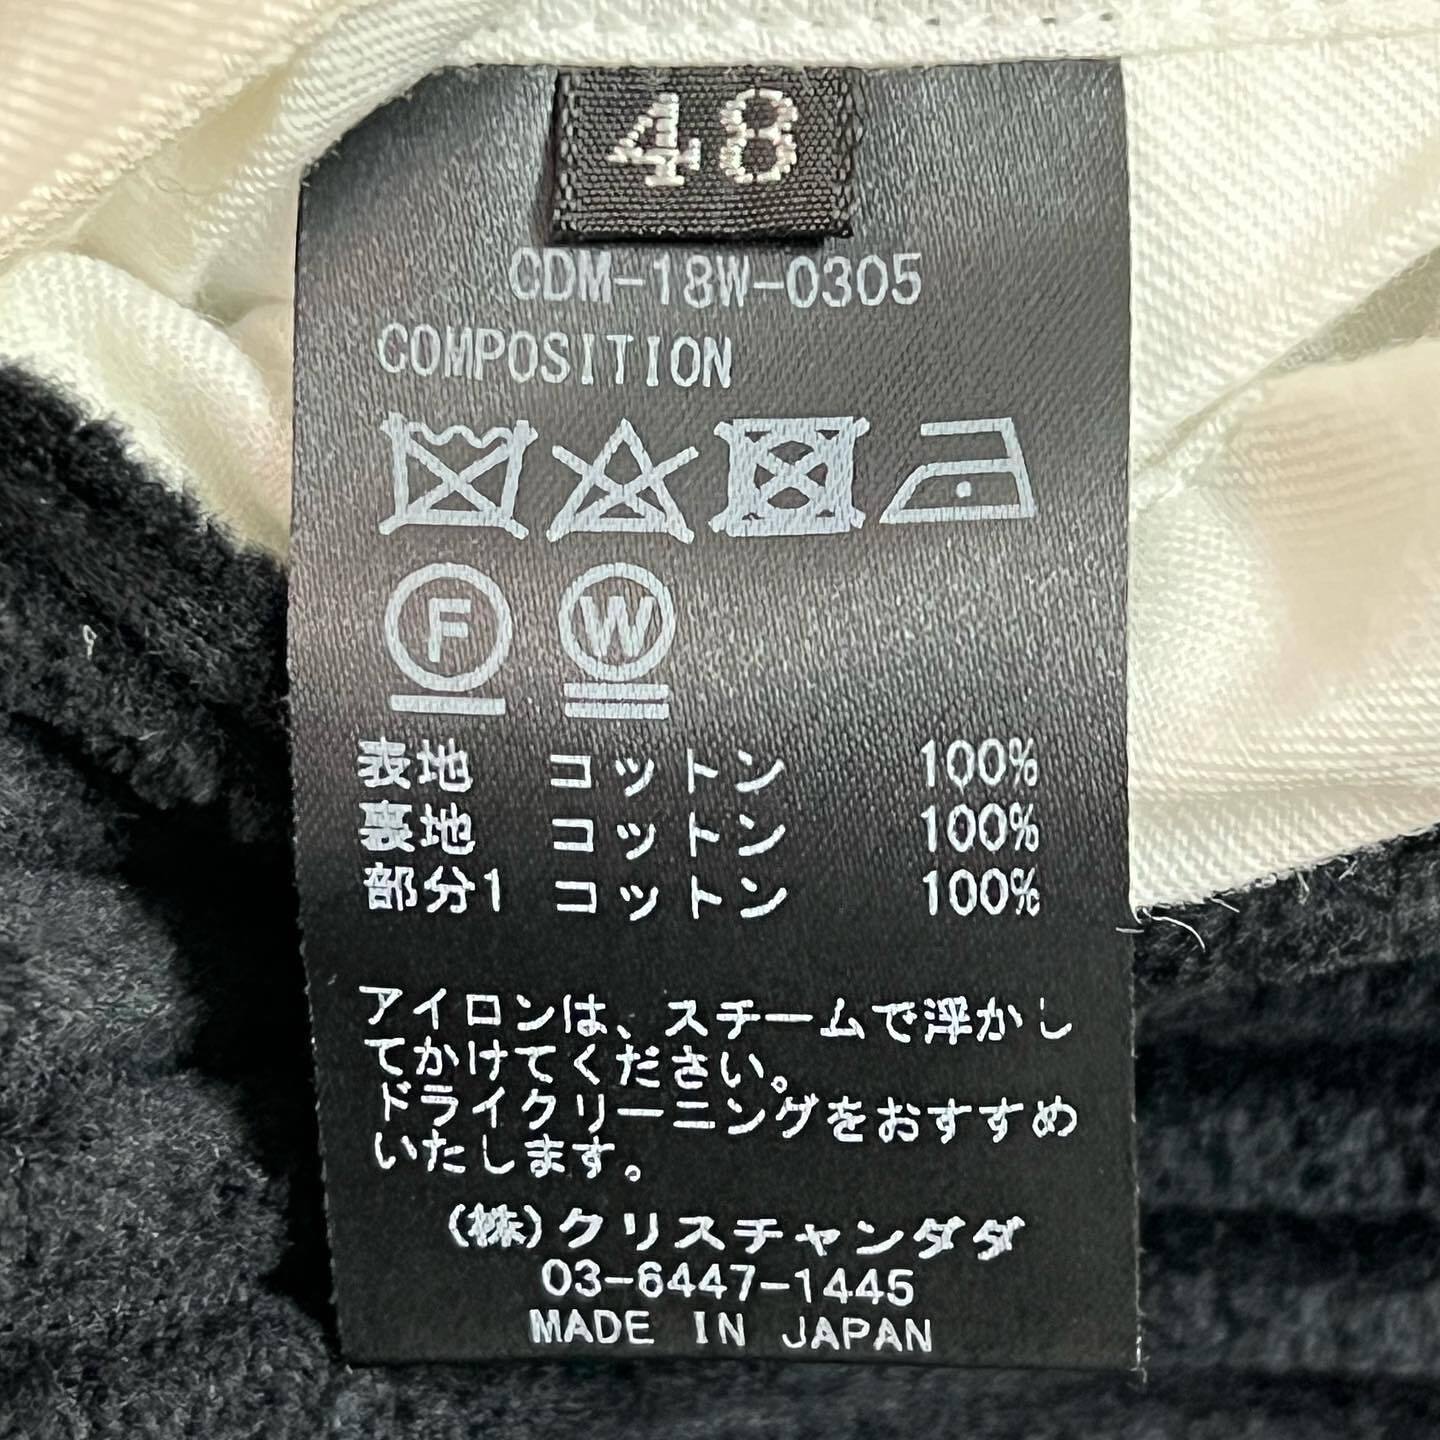 48
CDM-18W-0305
COMPOSITION
F W
表地 コットン 100%
裏地 コットン 100%
部分1 コットン 100%
アイロンは、スチームで浮かし
てかけてください。
ドライクリーニングをおすすめ
いたします。
(株)クリスチャンダダ
03-6447-1445
MADE IN JAPAN